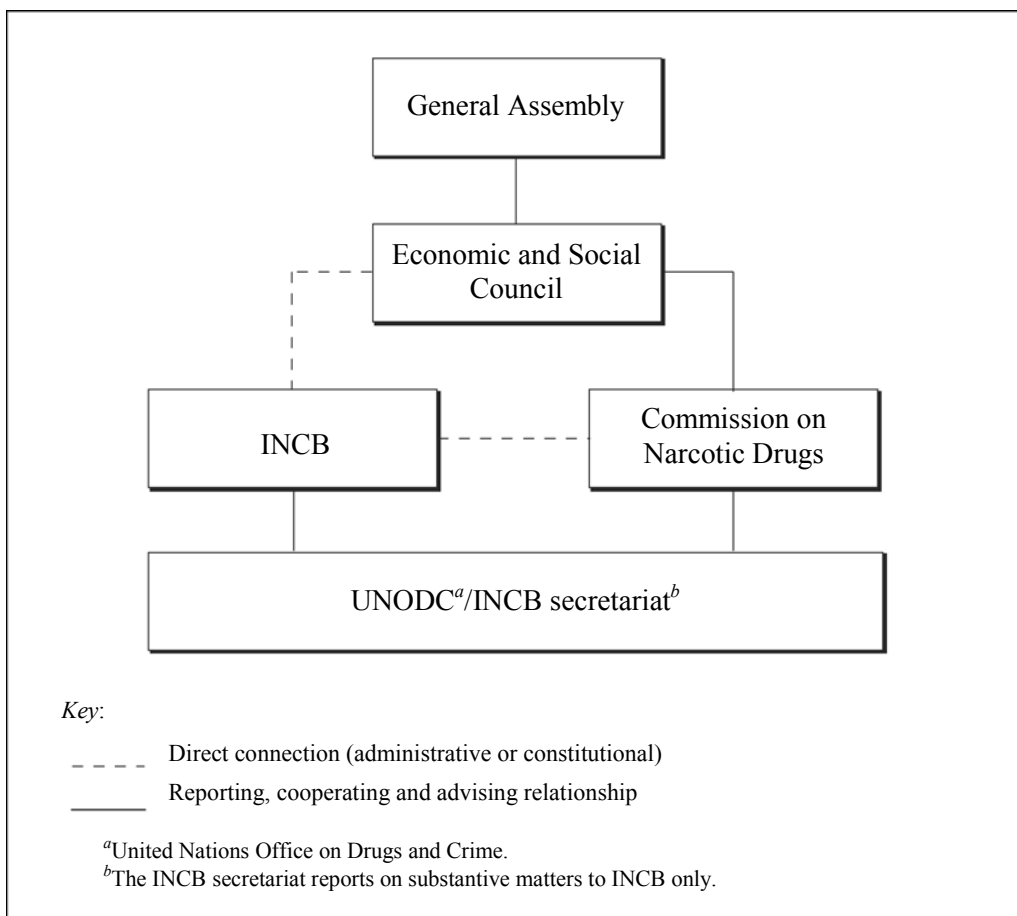 General Assembly
Economic and Social
Council
INCB
Commission on
Narcotic Drugs
UNODCa/INCB secretariatb
Key:
Direct connection (administrative or constitutional)
Reporting, cooperating and advising relationship
aUnited Nations Office on Drugs and Crime.
bThe INCB secretariat reports on substantive matters to INCB only.